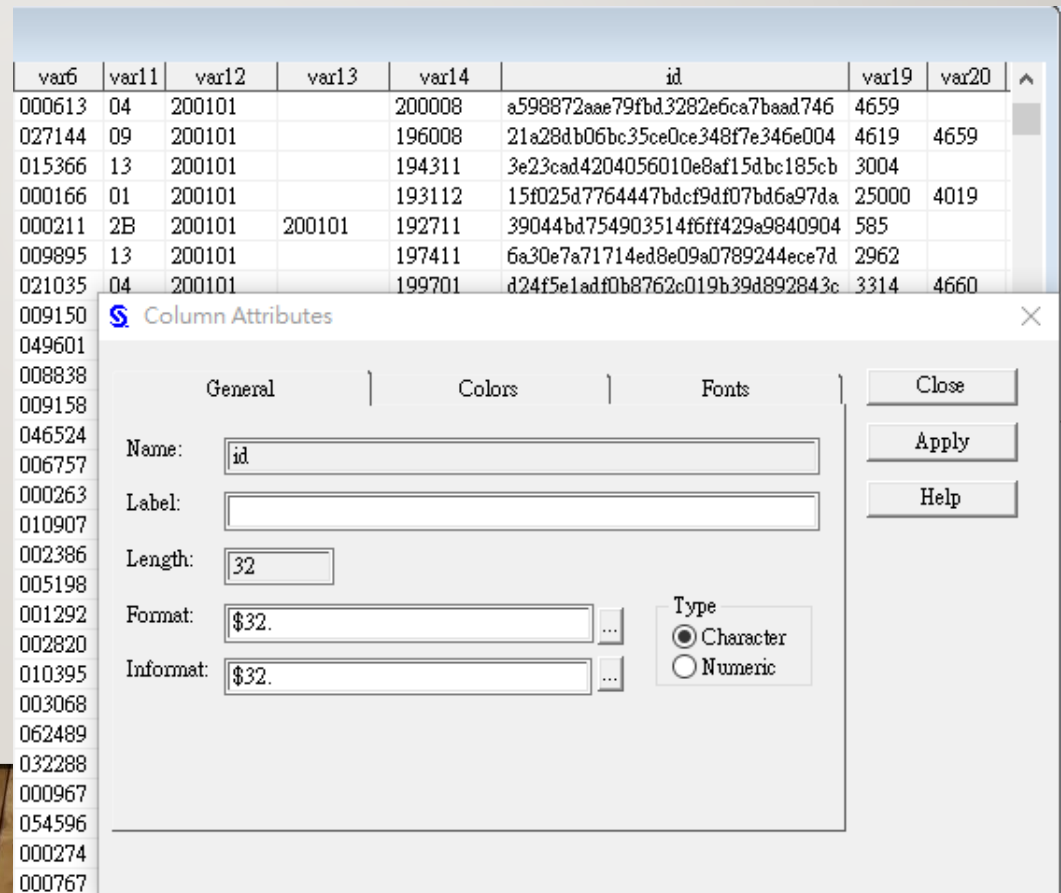 var6 var11 var12 var13 var14 id var19 var20
000613 04 200101 200008 a598872aae79fbd3282e6ca7baad746 4659
027144 09 200101 196008 21a28db06bc35ce0ce348f7e346e004 4619 4659
015366 13 200101 194311 3e23cad4204056010e8af15dbc185cb 3004
000166 01 200101 193112 15f025d7764447bdcf9df07bd6a97da 25000 4019
000211 2B 200101 200101 192711 39044bd754903514f6ff429a9840904 585
009895 13 200101 197411 6a30e7a71714ed8e09a0789244ece7d 2962
021035 04 200101 199701 d24f5e1adf0b8762c019b39d892843c 3314 4660
009150
049601
008838
009158
046524
006757
000263
010907
002386
005198
001292
002820
010395
003068
062489
032288
000967
054596
000274
000767
Column Attributes
General Colors Fonts
Close
Name: id
Apply
Label:
Help
Length: 32
Format: $32. ...
Informat: $32. ...
Type
Character
Numeric